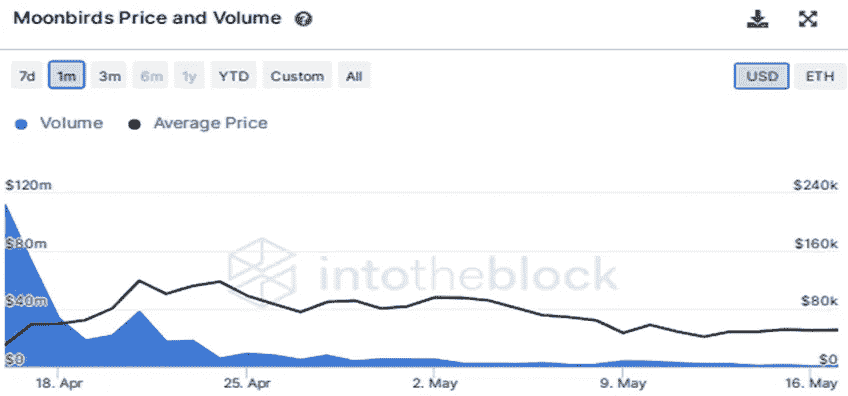 Moonbirds Price and Volume ?
7d 1m 3m 6m 1y YTD Custom All USD ETH
Volume Average Price
$120m $240k
$80m $160k
intotheblock
$40m $80k
$0 $0
18. Apr 25. Apr 2. May 9. May 16. May